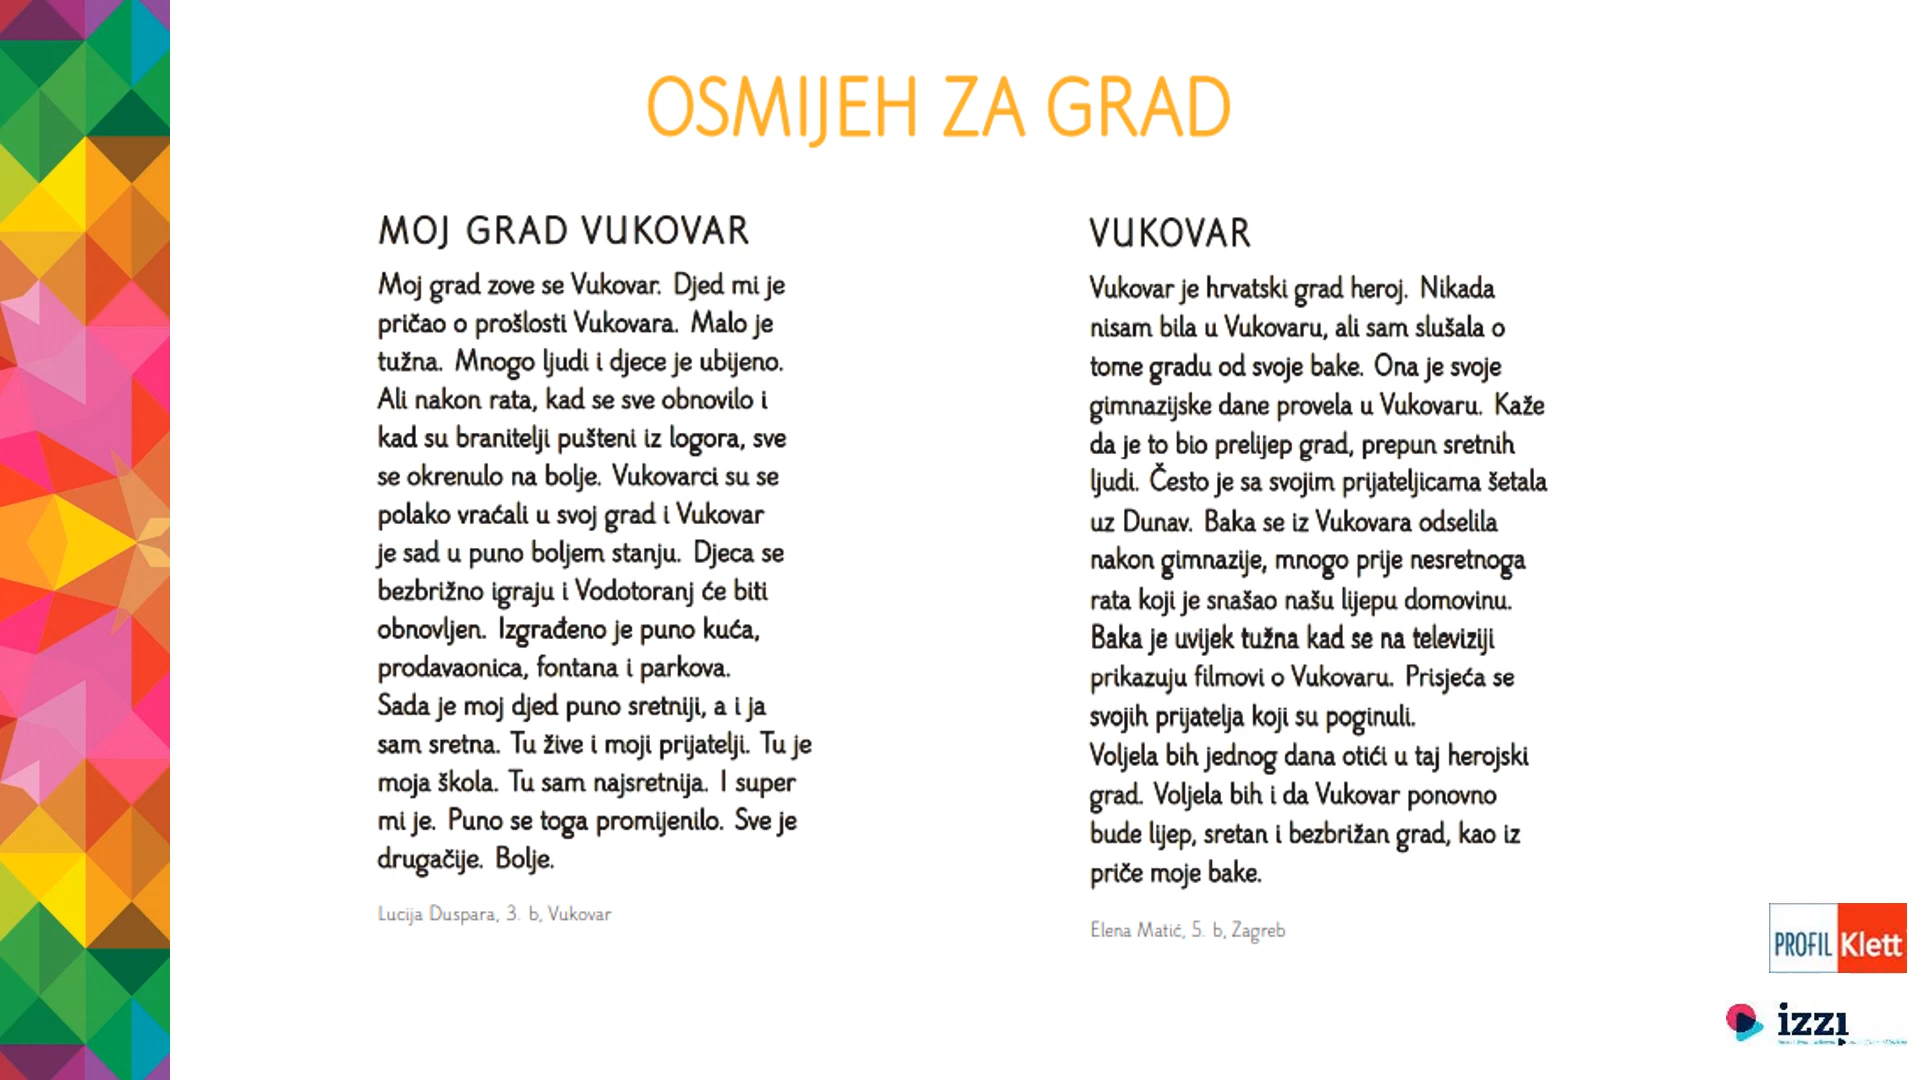 OSMIJEH ZA GRAD
MOJ GRAD VUKOVAR
Moj grad zove se Vukovar. Djed mi je
pričao o prošlosti Vukovara. Malo je
tužna. Mnogo ljudi i djece je ubijeno.
Ali nakon rata, kad se sve obnovilo i
kad su branitelji pušteni iz logora, sve
se okrenulo na bolje. Vukovarci su se
polako vraćali u svoj grad i Vukovar
je sad u puno boljem stanju. Djeca se
bezbrižno igraju i Vodotoranj će biti
obnovljen. Izgrađeno je puno kuća,
prodavaonica, fontana i parkova.
Sada je moj djed puno sretniji, a i ja
sam sretna. Tu žive i moji prijatelji. Tu je
moja škola. Tu sam najsretnija. I super
mi je. Puno se toga promijenilo. Sve je
drugačije. Bolje.
Lucija Duspara, 3. b, Vukovar
VUKOVAR
Vukovar je hrvatski grad heroj. Nikada
nisam bila u Vukovaru, ali sam slušala o
tome gradu od svoje bake. Ona je svoje
gimnazijske dane provela u Vukovaru. Kaže
da je to bio prelijep grad, prepun sretnih
ljudi. Često je sa svojim prijateljicama šetala
uz Dunav. Baka se iz Vukovara odselila
nakon gimnazije, mnogo prije nesretnoga
rata koji je snašao našu lijepu domovinu.
Baka je uvijek tužna kad se na televiziji
prikazuju filmovi o Vukovaru. Prisjeća se
svojih prijatelja koji su poginuli.
Voljela bih jednog dana otići u taj herojski
grad. Voljela bih i da Vukovar ponovno
bude lijep, sretan i bezbrižan grad, kao iz
priče moje bake.
Elena Matić, 5. b, Zagreb
PROFIL Klett
izzi